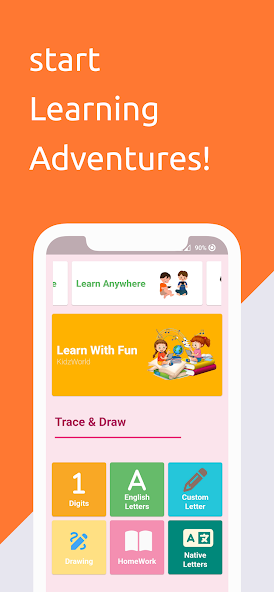 start
Learning
Adventures!
90%
e
Learn Anywhere
Learn With Fun
KidzWorld
Trace & Draw
1
Digits
A
English
Letters
Custom
Letter
Drawing
HomeWork
A
Native
Letters